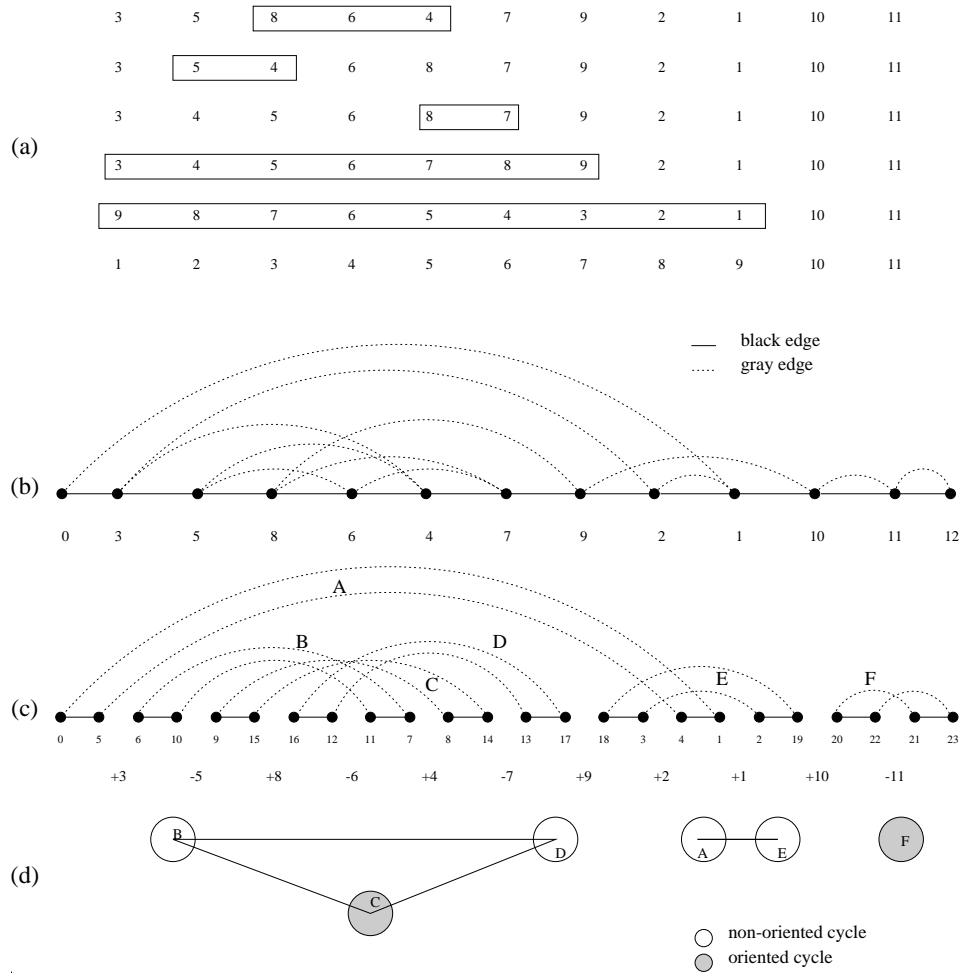 3 5 8 6 4 7 9 2 1 10 11
3 5 4 6 8 7 9 2 1 10 11
3 4 5 6 8 7 9 2 1 10 11
(a)
3 4 5 6 7 8 9 2 1 10 11
9 8 7 6 5 4 3 2 1 10 11
1 2 3 4 5 6 7 8 9 10 11
black edge
gray edge
(b)
0 3 5 8 6 4 7 9 2 1 10 11 12
A
B D
C E F
(c)
0 5 6 10 9 15 16 12 11 7 8 14 13 17 18 3 4 1 2 19 20 22 21 23
+3 -5 +8 -6 +4 -7 +9 +2 +1 +10 -11
B D A E F
(d)
C
non-oriented cycle
oriented cycle